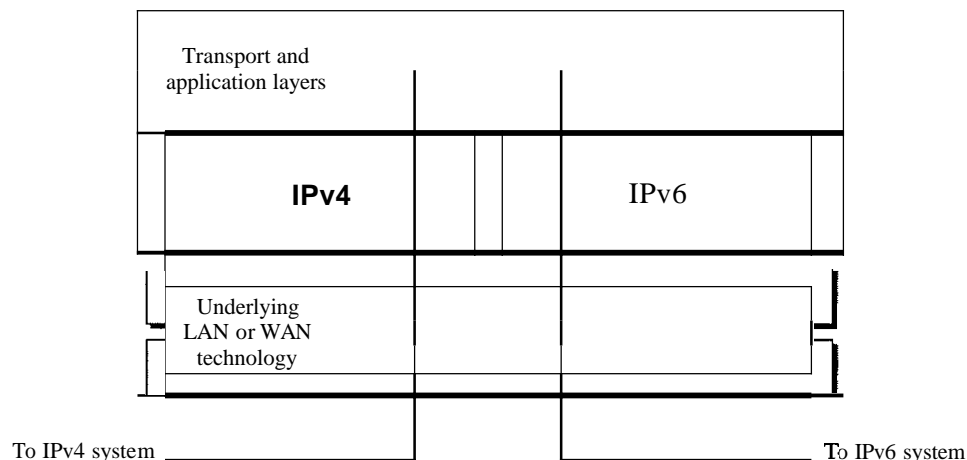 Transport and
application layers
IPv4
IPv6
Underlying
LAN or WAN
technology
To IPv4 system
To IPv6 system